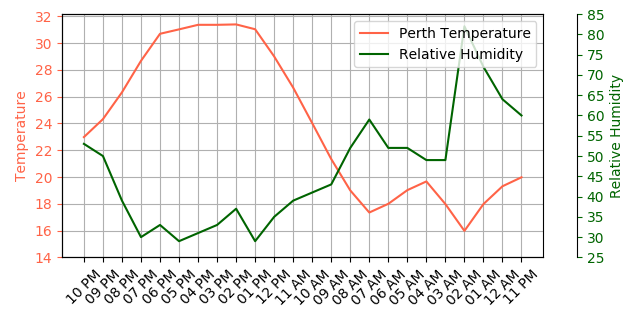 Perth Temperature
Relative Humidity
Temperature
32
30
28
26
24
22
20
18
16
14
85
80
75
70
65
60
55
50
45
40
35
30
25
Relative Humidity
10 PM
09 PM
08 PM
07 PM
06 PM
05 PM
04 PM
03 PM
02 PM
01 PM
12 PM
11 AM
10 AM
09 AM
08 AM
07 AM
06 AM
05 AM
04 AM
03 AM
02 AM
01 AM
12 AM
11 PM